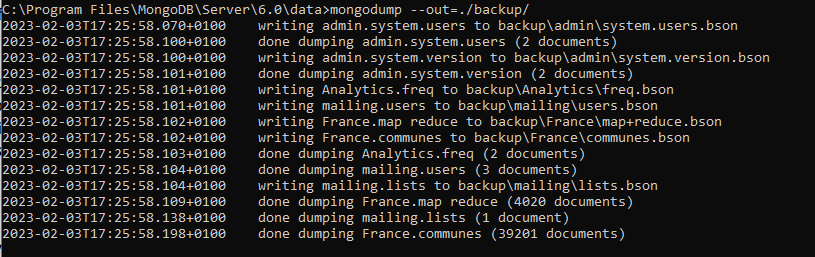 C:\Program Files\MongoDB\Server\6.0\data>mongodump --out=./backup/
2023-02-03T17:25:58.070+0100    writing admin.system.users to backup\admin\system.users.bson
2023-02-03T17:25:58.100+0100    done dumping admin.system.users (2 documents)
2023-02-03T17:25:58.100+0100    writing admin.system.version to backup\admin\system.version.bson
2023-02-03T17:25:58.101+0100    done dumping admin.system.version (2 documents)
2023-02-03T17:25:58.101+0100    writing Analytics.freq to backup\Analytics\freq.bson
2023-02-03T17:25:58.101+0100    writing mailing.users to backup\mailing\users.bson
2023-02-03T17:25:58.102+0100    writing France.map reduce to backup\France\map+reduce.bson
2023-02-03T17:25:58.102+0100    writing France.communes to backup\France\communes.bson
2023-02-03T17:25:58.103+0100    done dumping Analytics.freq (2 documents)
2023-02-03T17:25:58.104+0100    done dumping mailing.users (3 documents)
2023-02-03T17:25:58.104+0100    writing mailing.lists to backup\mailing\lists.bson
2023-02-03T17:25:58.109+0100    done dumping France.map reduce (4020 documents)
2023-02-03T17:25:58.138+0100    done dumping mailing.lists (1 document)
2023-02-03T17:25:58.198+0100    done dumping France.communes (39201 documents)